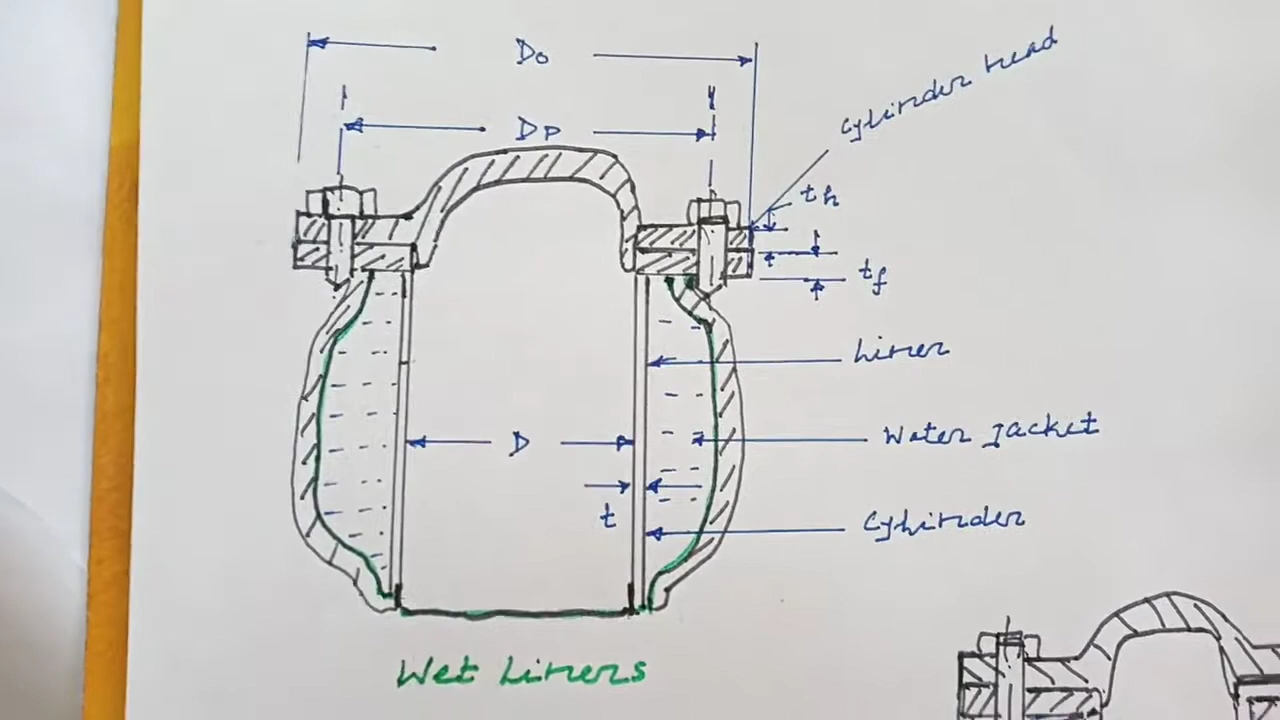 Do
Cylinder head
Dp
th
tf
Liner
Water Jacket
D
t
Cylinder
Wet Liners